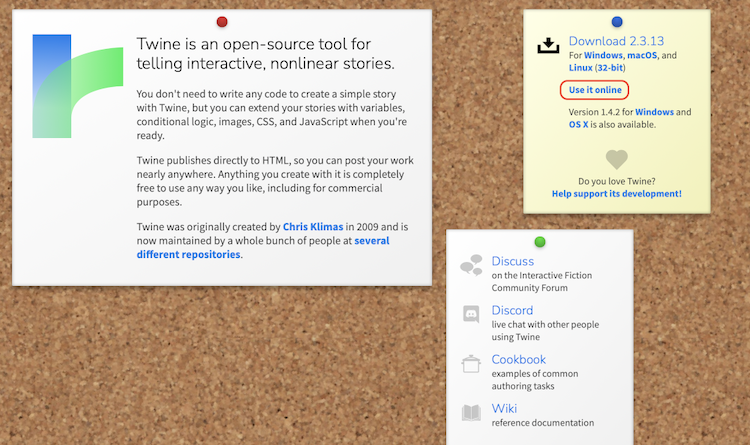 Twine is an open-source tool for
telling interactive, nonlinear stories.
You don't need to write any code to create a simple story
with Twine, but you can extend your stories with variables,
conditional logic, images, CSS, and JavaScript when you're
ready.
Twine publishes directly to HTML, so you can post your work
nearly anywhere. Anything you create with it is completely
free to use any way you like, including for commercial
purposes.
Twine was originally created by Chris Klimas in 2009 and is
now maintained by a whole bunch of people at several
different repositories.
Download 2.3.13
For Windows, macOS, and
Linux (32-bit)
Use it online
Version 1.4.2 for Windows and
OS X is also available.
Do you love Twine?
Help support its development!
Discuss
on the Interactive Fiction
Community Forum
Discord
live chat with other people
using Twine
Cookbook
examples of common
authoring tasks
Wiki
reference documentation